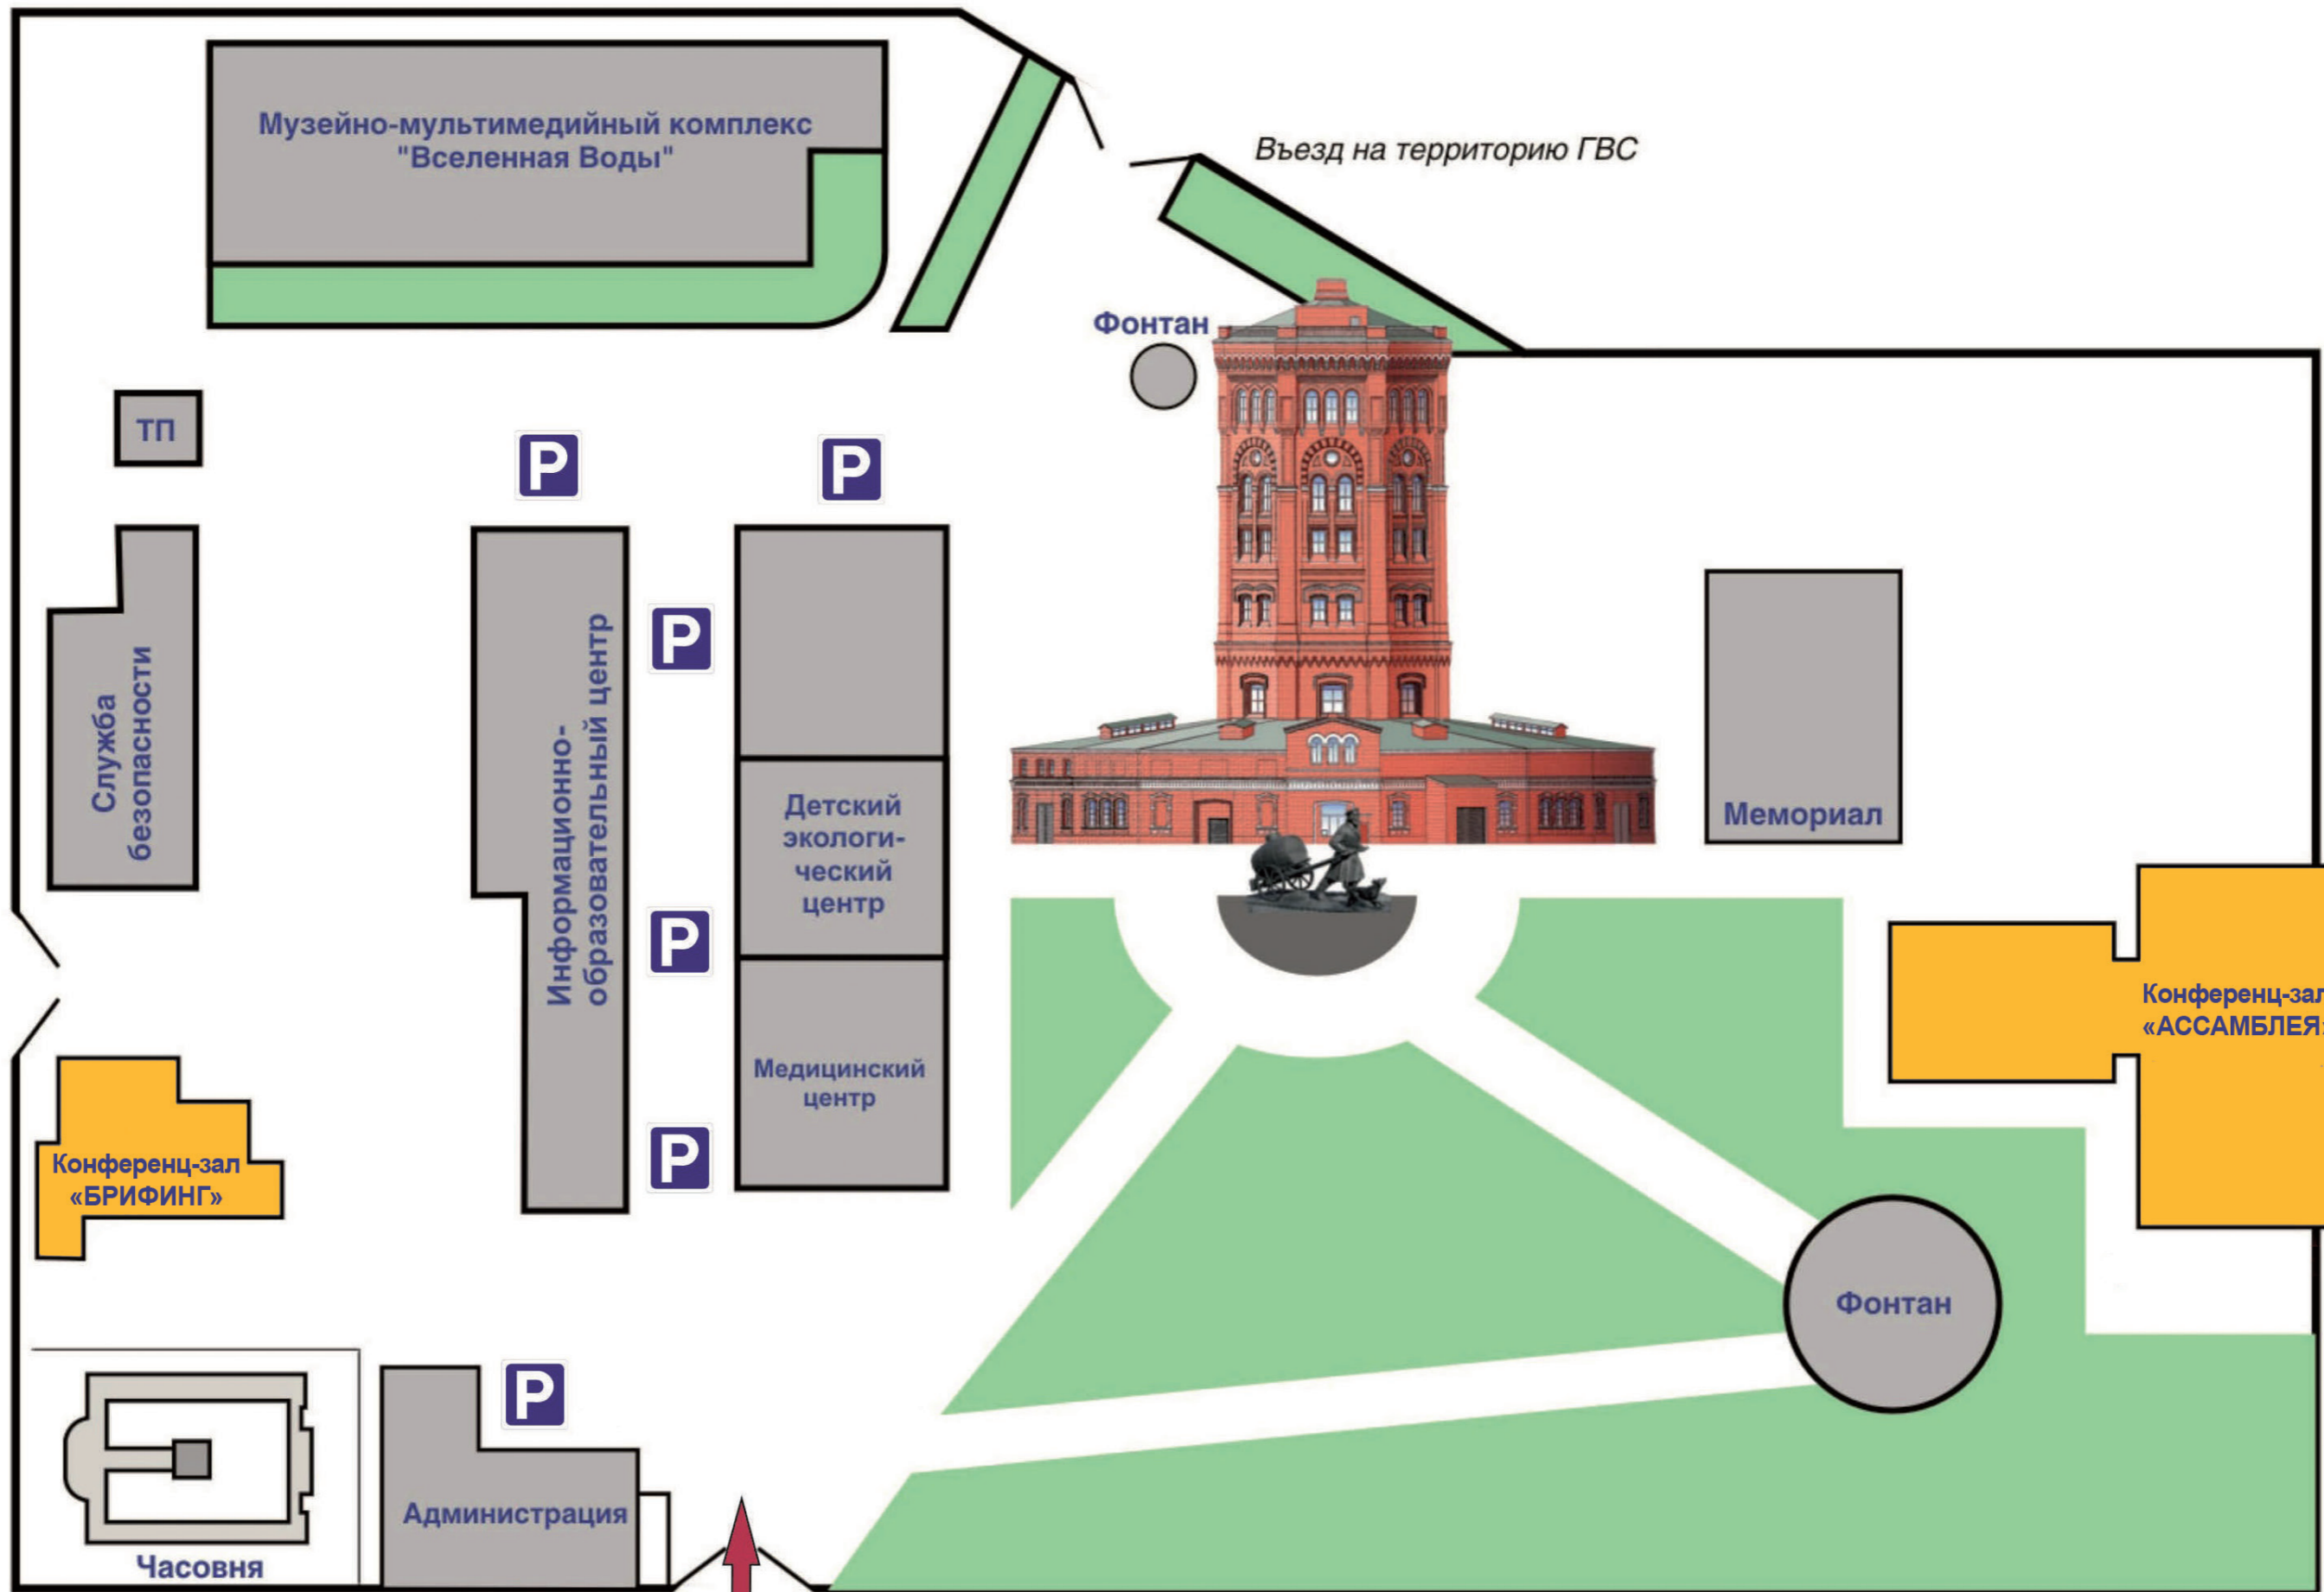 Музейно-мультимедийный комплекс
"Вселенная Воды"
Въезд на территорию ГВС
Фонтан
ТП
P
P
Служба
безопасности
Информационно-
образовательный центр
P
P
P
Детский
экологи-
ческий
центр
Медицинский
центр
Мемориал
Конференц-зал
«АССАМБЛЕЯ»
Конференц-зал
«БРИФИНГ»
Фонтан
P
Администрация
Часовня